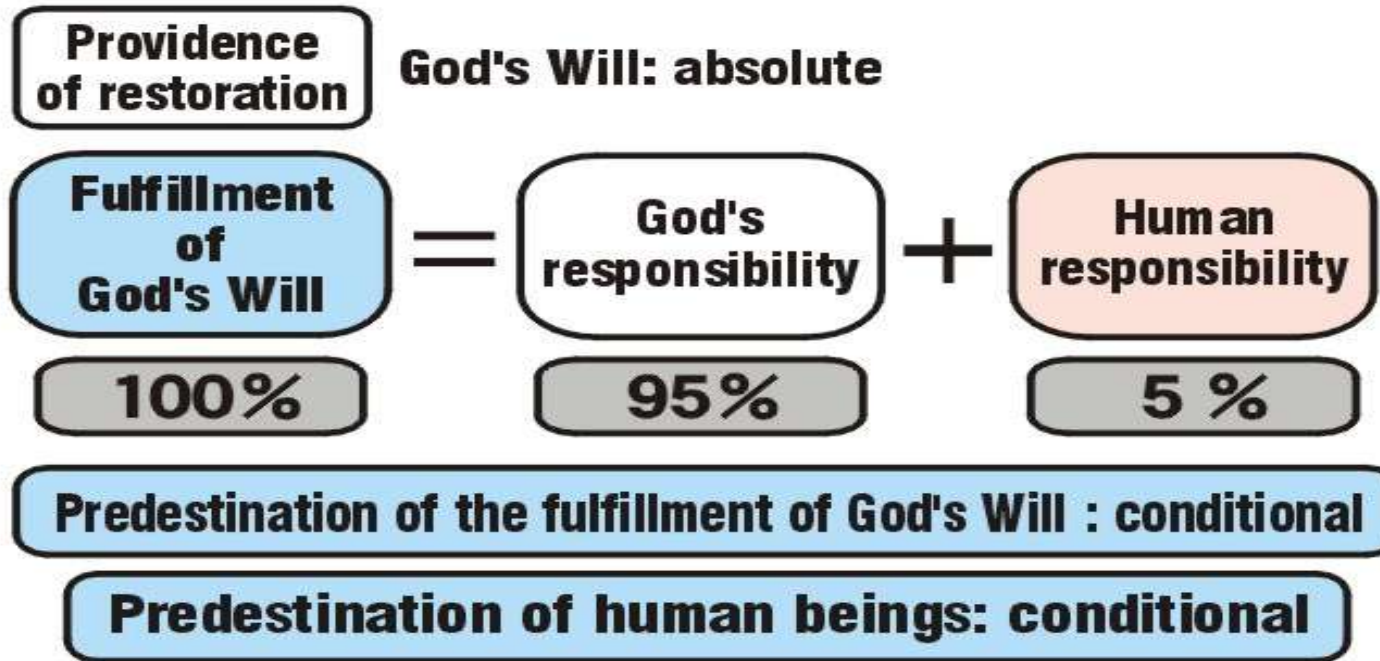 Providence
of restoration
God's Will: absolute
Fulfillment
of
God's Will
=
God's
responsibility
+
Human
responsibility
100%
95%
5 %
Predestination of the fulfillment of God's Will : conditional
Predestination of human beings: conditional